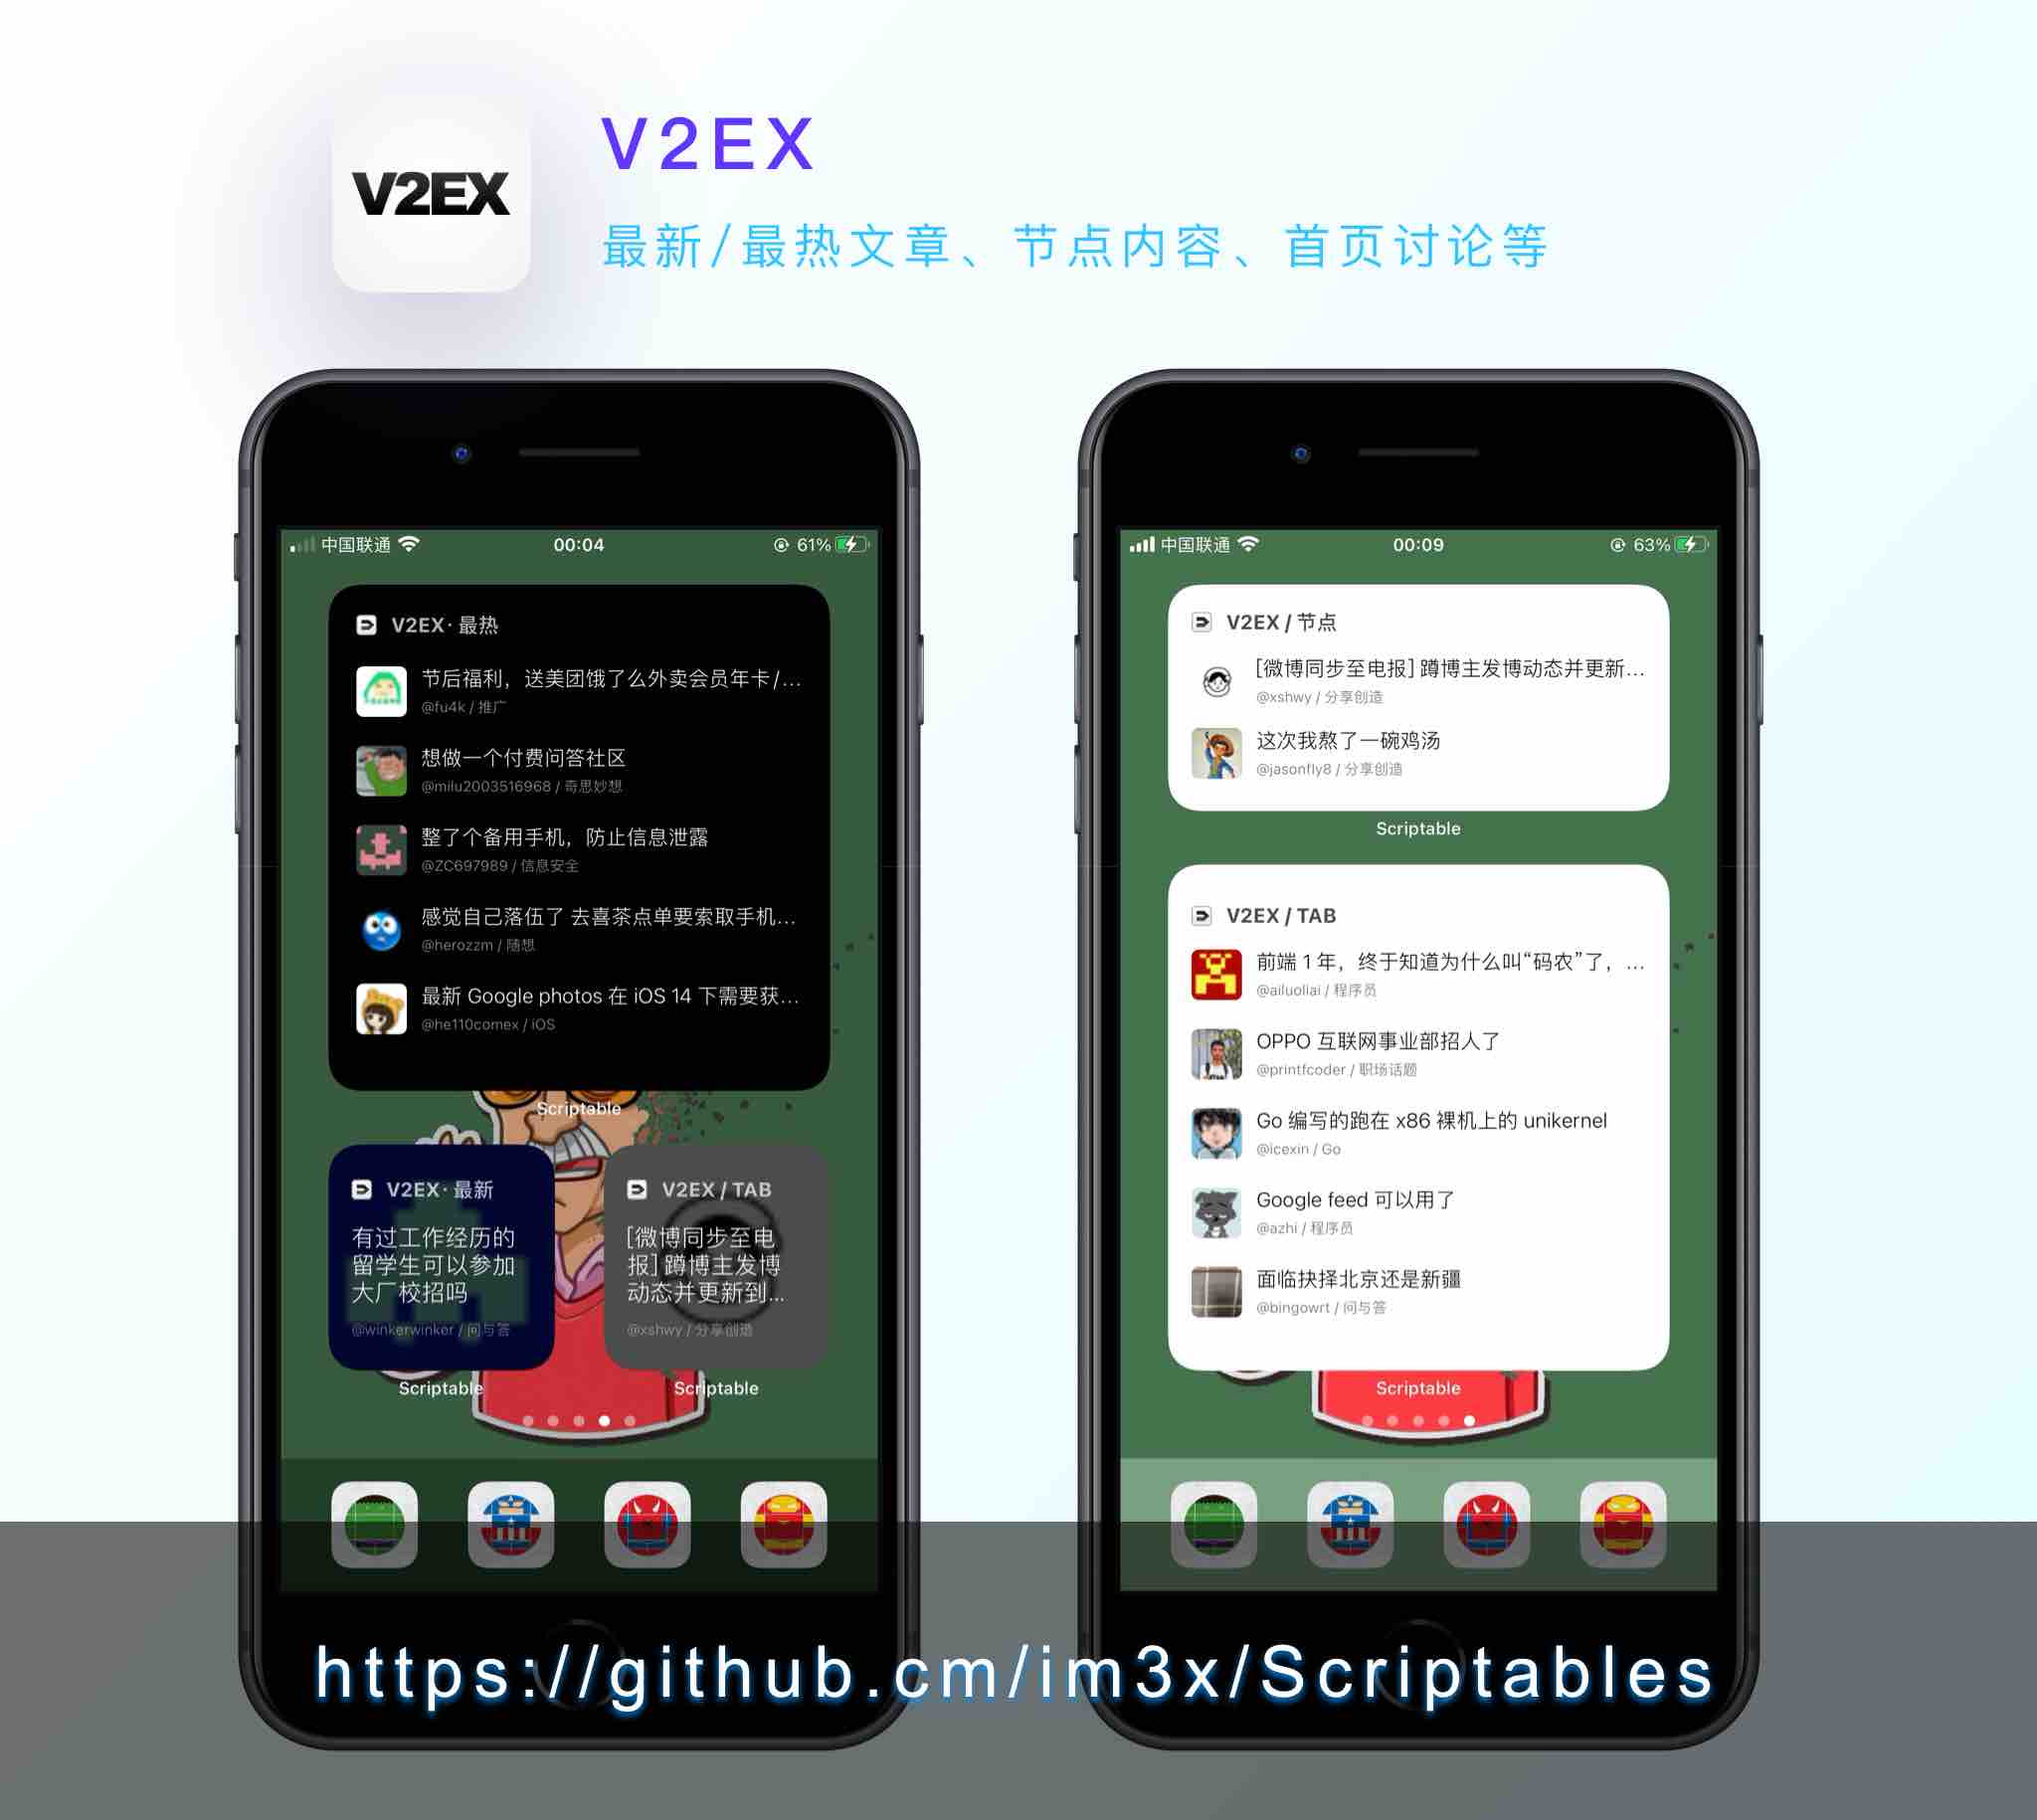 V2EX
V2EX
最新/最热文章、节点内容、首页讨论等
中国联通 00:04 61%
V2EX · 最热
节后福利，送美团饿了么外卖会员年卡/...
@fu4k / 推广
想做一个付费问答社区
@milu2003516968 / 奇思妙想
整了个备用手机，防止信息泄露
@ZC697989 / 信息安全
感觉自己落伍了 去喜茶点单要索取手机...
@herozzm / 随想
最新 Google photos 在 iOS 14 下需要获...
@he110comex / iOS
Scriptable
V2EX · 最新
有过工作经历的
留学生可以参加
大厂校招吗
@winkerwinker / 问与答
Scriptable
V2EX / TAB
[微博同步至电
报] 蹲博主发博
动态并更新到...
@xshwy / 分享创造
Scriptable
中国联通 00:09 63%
V2EX / 节点
[微博同步至电报] 蹲博主发博动态并更新...
@xshwy / 分享创造
这次我熬了一碗鸡汤
@jasonfly8 / 分享创造
Scriptable
V2EX / TAB
前端 1 年，终于知道为什么叫“码农”了，...
@ailuoliai / 程序员
OPPO 互联网事业部招人了
@printfcoder / 职场话题
Go 编写的跑在 x86 裸机上的 unikernel
@icexin / Go
Google feed 可以用了
@azhi / 程序员
面临抉择北京还是新疆
@bingowrt / 问与答
Scriptable
https://github.cm/im3x/Scriptables